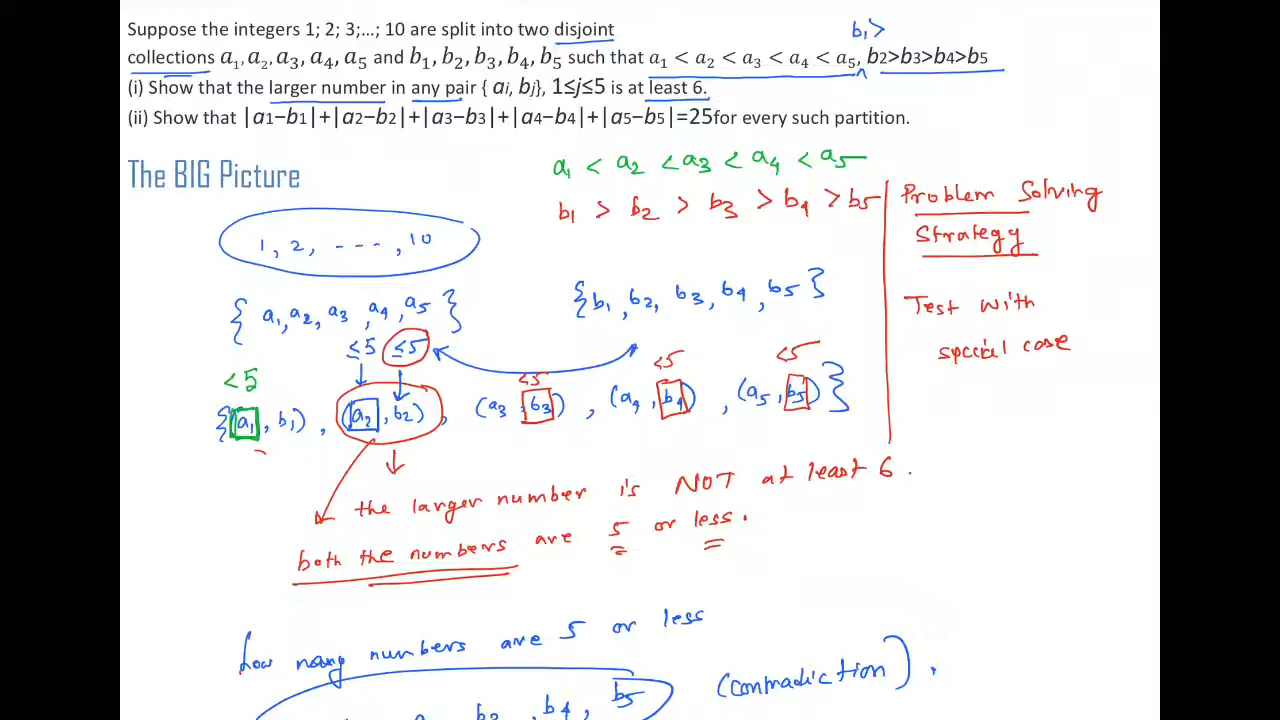 b₁ >
Suppose the integers 1; 2; 3;…; 10 are split into two disjoint
collections a₁, a₂, a₃, a₄, a₅ and b₁, b₂, b₃, b₄, b₅ such that a₁ < a₂ < a₃ < a₄ < a₅, b2>b3>b4>b5
(i) Show that the larger number in any pair { ai, bj}, 1≤j≤5 is at least 6.
(ii) Show that |a1−b1|+|a2−b2|+|a3−b3|+|a4−b4|+|a5−b5|=25for every such partition.
The BIG Picture
a₁ < a₂ < a₃ < a₄ < a₅
b₁ > b₂ > b₃ > b₄ > b₅
Problem Solving
Strategy
Test with
special case
1, 2, - - - -, 10
{ a₁, a₂, a₃, a₄, a₅ }
{ b₁, b₂, b₃, b₄, b₅ }
≤5 ≤5
<5 <5 <5 <5
{(a₁, b₁), (a₂, b₂), (a₃, b₃), (a₄, b₄), (a₅, b₅)}
the larger number is NOT at least 6.
both the numbers are 5 or less.
how many numbers are 5 or less
(contradiction).
b₃, b₄, b₅